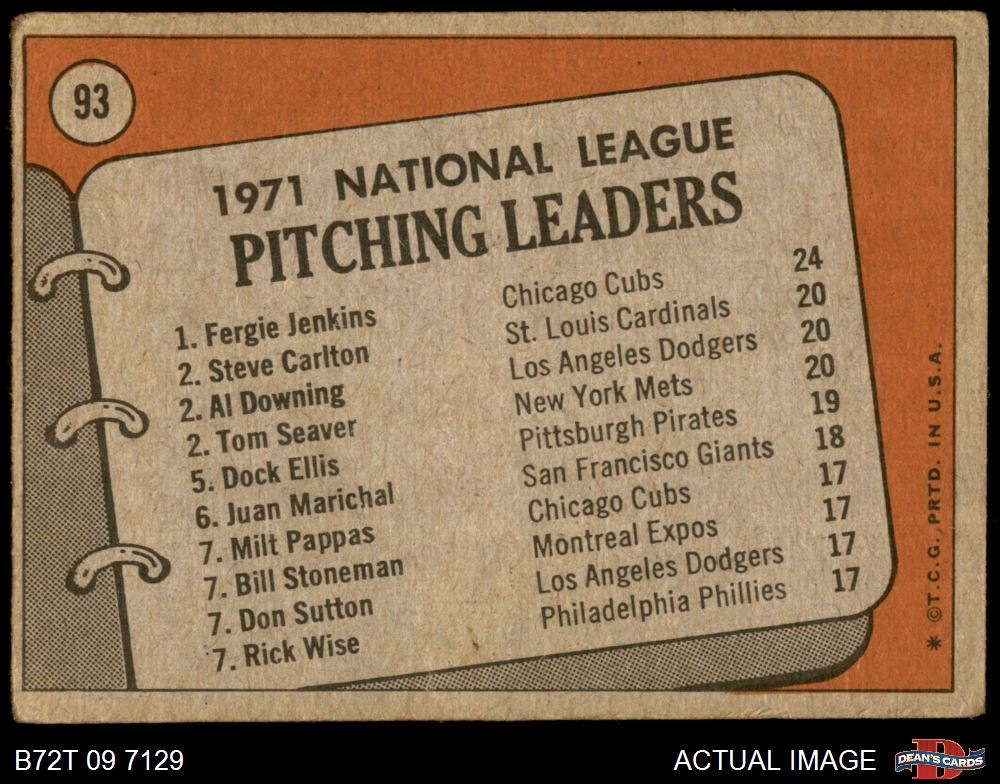 93
1971 NATIONAL LEAGUE
PITCHING LEADERS
1. Fergie Jenkins Chicago Cubs 24
2. Steve Carlton St. Louis Cardinals 20
2. Al Downing Los Angeles Dodgers 20
2. Tom Seaver New York Mets 20
5. Dock Ellis Pittsburgh Pirates 19
6. Juan Marichal San Francisco Giants 18
7. Milt Pappas Chicago Cubs 17
7. Bill Stoneman Montreal Expos 17
7. Don Sutton Los Angeles Dodgers 17
7. Rick Wise Philadelphia Phillies 17
* ©T.C.G., PRTD. IN U.S.A.
B72T 09 7129 ACTUAL IMAGE
DEAN'S CARDS